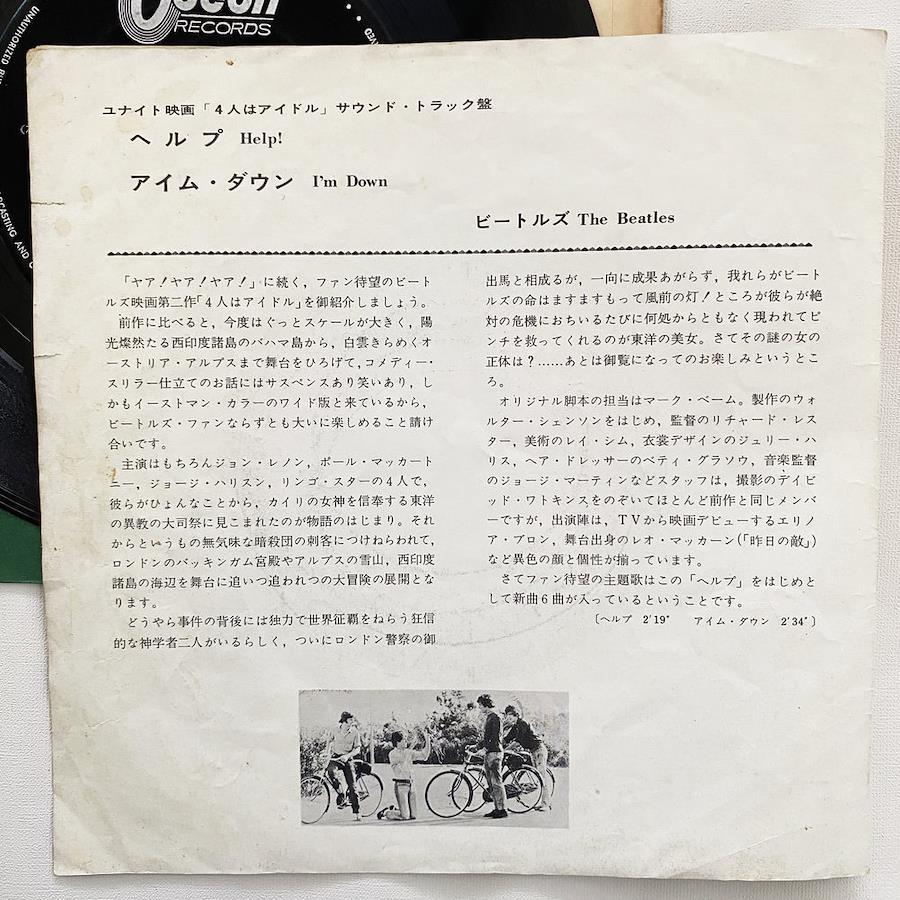 Odeon
RECORDS
UNAUTHORIZED
ユナイト映画「4人はアイドル」サウンド・トラック盤
ヘルプ Help!
アイム・ダウン I'm Down
ビートルズ The Beatles
「ヤア!ヤア!ヤア!」に続く,ファン待望のビート
ルズ映画第二作「4人はアイドル」を御紹介しましょう。
前作に比べると,今度はぐっとスケールが大きく,陽
光燦然たる西印度諸島のバハマ島から,白雲きらめくオ
ーストリア・アルプスまで舞台をひろげて,コメディー・
スリラー仕立てのお話にはサスペンスあり笑いあり,し
かもイーストマン・カラーのワイド版と来ているから,
ビートルズ・ファンならずとも大いに楽しめること請け
合いです。
主演はもちろんジョン・レノン,ポール・マッカート
ニー,ジョージ・ハリスン,リンゴ・スターの4人で,
彼らがひょんなことから,カイリの女神を信奉する東洋
の異教の大司祭に見こまれたのが物語のはじまり。それ
からというもの無気味な暗殺団の刺客につけねらわれて,
ロンドンのバッキンガム宮殿やアルプスの雪山,西印度
諸島の海辺を舞台に追いつ追われつの大冒険の展開とな
ります。
どうやら事件の背後には独力で世界征覇をねらう狂信
的な神学者二人がいるらしく,ついにロンドン警察の御
出馬と相成るが,一向に成果あがらず,我れらがビート
ルズの命はますますもって風前の灯!ところが彼らが絶
対の危機におちいるたびに何処からともなく現われてピ
ンチを救ってくれるのが東洋の美女。さてその謎の女の
正体は?……あとは御覧になってのお楽しみというとこ
ろ。
オリジナル脚本の担当はマーク・ベーム。製作のウォ
ルター・シェンソンをはじめ,監督のリチャード・レス
ター,美術のレイ・シム,衣裳デザインのジュリー・ハ
リス,ヘア・ドレッサーのベティ・グラソウ,音楽監督
のジョージ・マーティンなどスタッフは,撮影のデイビ
ッド・ワトキンスをのぞいてほとんど前作と同じメンバ
ーですが,出演陣は,TVから映画デビューするエリノ
ア・ブロン,舞台出身のレオ・マッカーン(「昨日の敵」)
など異色の顔と個性が揃っています。
さてファン待望の主題歌はこの「ヘルプ」をはじめと
して新曲6曲が入っているということです。
〔ヘルプ 2'19" アイム・ダウン 2'34"〕